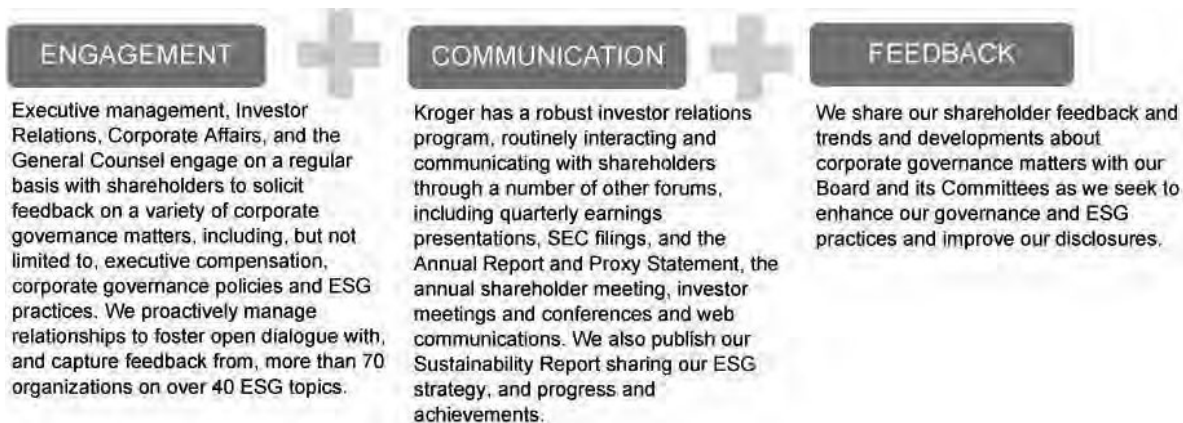 ENGAGEMENT
Executive management, Investor
Relations, Corporate Affairs, and the
General Counsel engage on a regular
basis with shareholders to solicit
feedback on a variety of corporate
governance matters, including, but not
limited to, executive compensation,
corporate governance policies and ESG
practices. We proactively manage
relationships to foster open dialogue with,
and capture feedback from, more than 70
organizations on over 40 ESG topics.
COMMUNICATION
Kroger has a robust investor relations
program, routinely interacting and
communicating with shareholders
through a number of other forums,
including quarterly earnings
presentations, SEC filings, and the
Annual Report and Proxy Statement, the
annual shareholder meeting, investor
meetings and conferences and web
communications. We also publish our
Sustainability Report sharing our ESG
strategy, and progress and
achievements.
FEEDBACK
We share our shareholder feedback and
trends and developments about
corporate governance matters with our
Board and its Committees as we seek to
enhance our governance and ESG
practices and improve our disclosures.